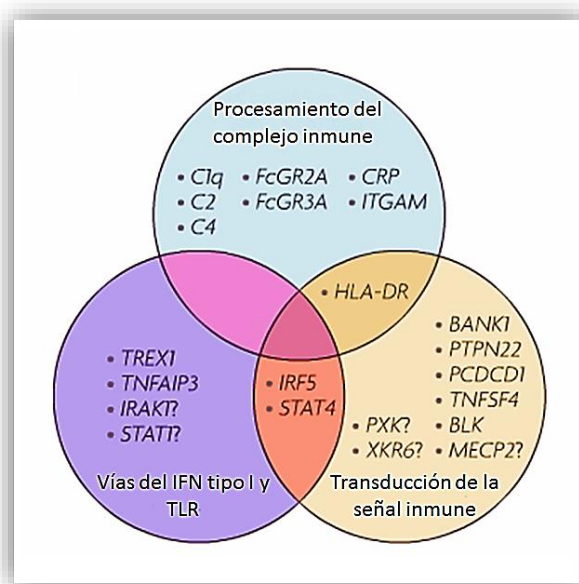 Procesamiento del
complejo inmune
• C1q • FcGR2A • CRP
• C2 • FcGR3A • ITGAM
• C4
• HLA-DR
• BANK1
• PTPN22
• PCDCD1
• TNFSF4
• BLK
• MECP2?
• PXK?
• XKR6?
• IRF5
• STAT4
• TREX1
• TNFAIP3
• IRAK1?
• STAT1?
Vías del IFN tipo I y
TLR
Transducción de la
señal inmune